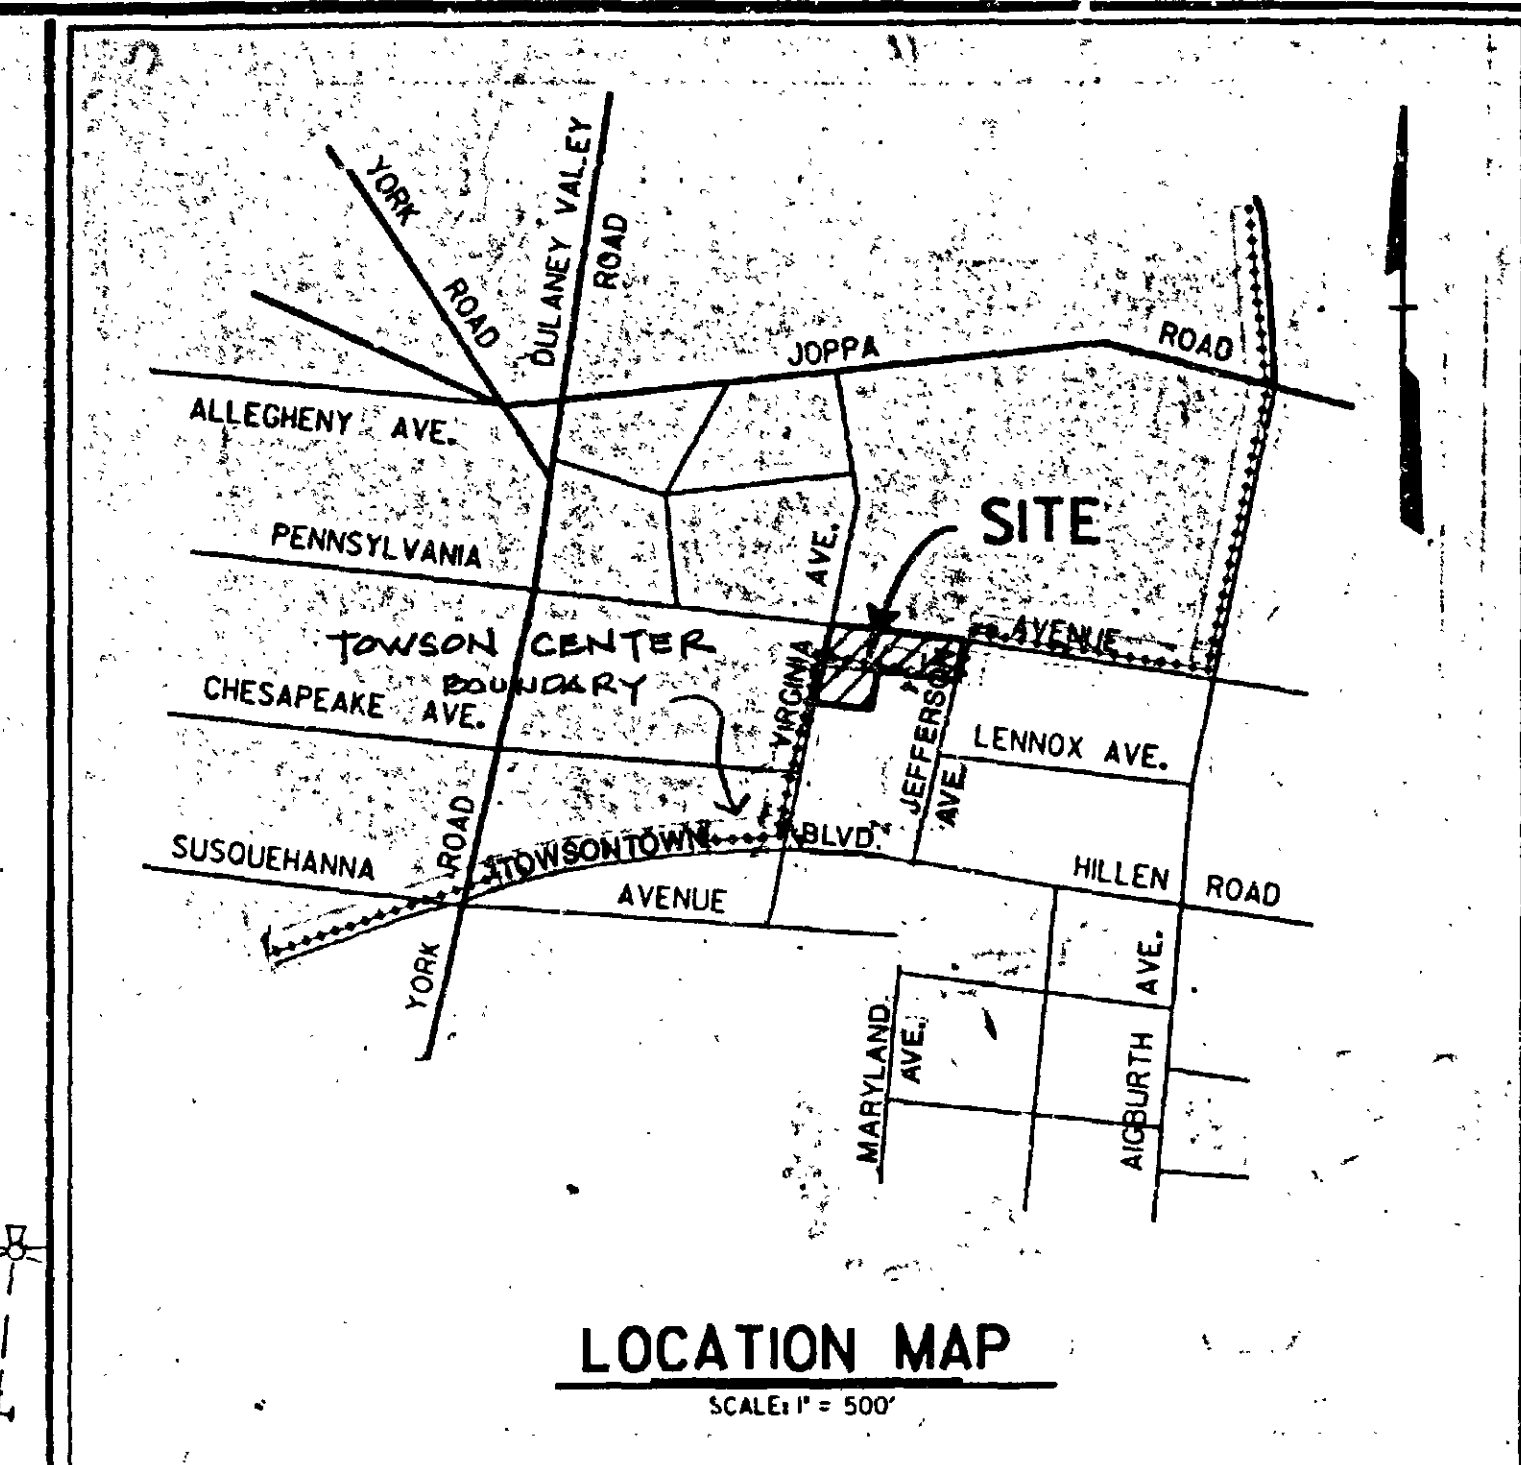 YORK
ROAD
DULANEY VALLEY
ROAD
JOPPA
ROAD
ALLEGHENY AVE.
PENNSYLVANIA
AVENUE
SITE
AVE.
VIRGINIA
TOWSON CENTER
BOUNDARY
CHESAPEAKE AVE.
JEFFERSON
AVE.
LENNOX AVE.
SUSQUEHANNA
AVENUE
ROAD
YORK
TOWSONTOWN
BLVD.
HILLEN ROAD
MARYLAND
AVE.
AIGBURTH
AVE.
LOCATION MAP
SCALE: 1" = 500'